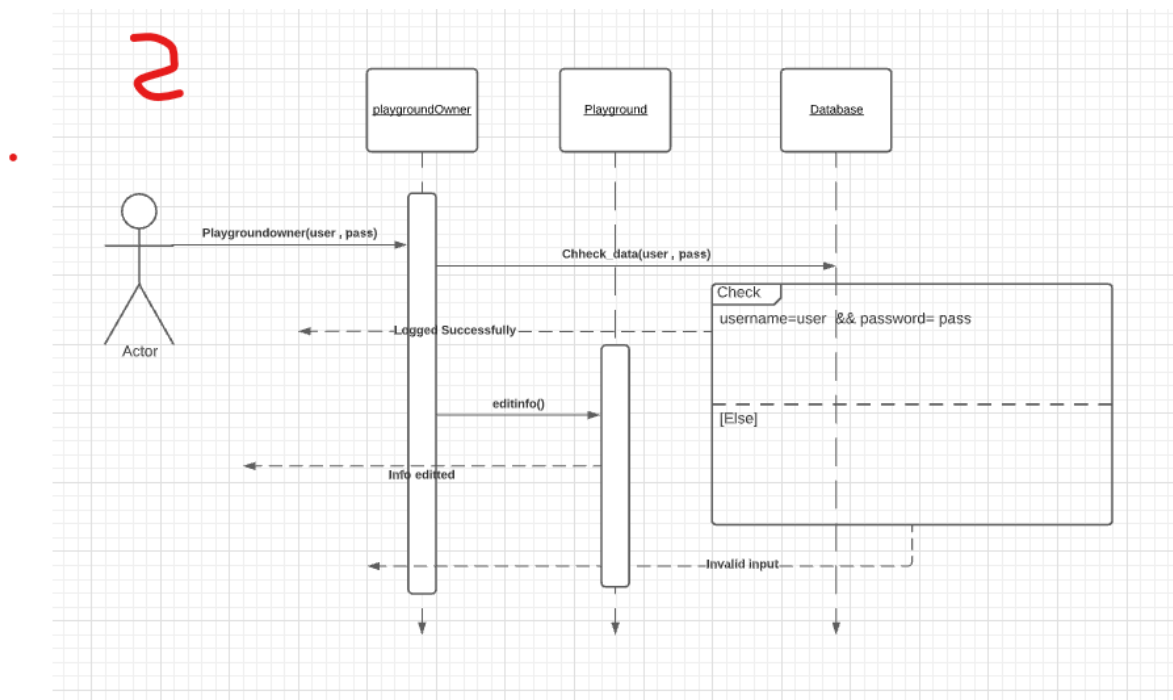 2
playgroundOwner
Playground
Database
Playgroundowner(user , pass)
Chheck_data(user , pass)
Check
username=user && password= pass
Logged Successfully
Actor
editinfo()
[Else]
Info editted
Invalid input